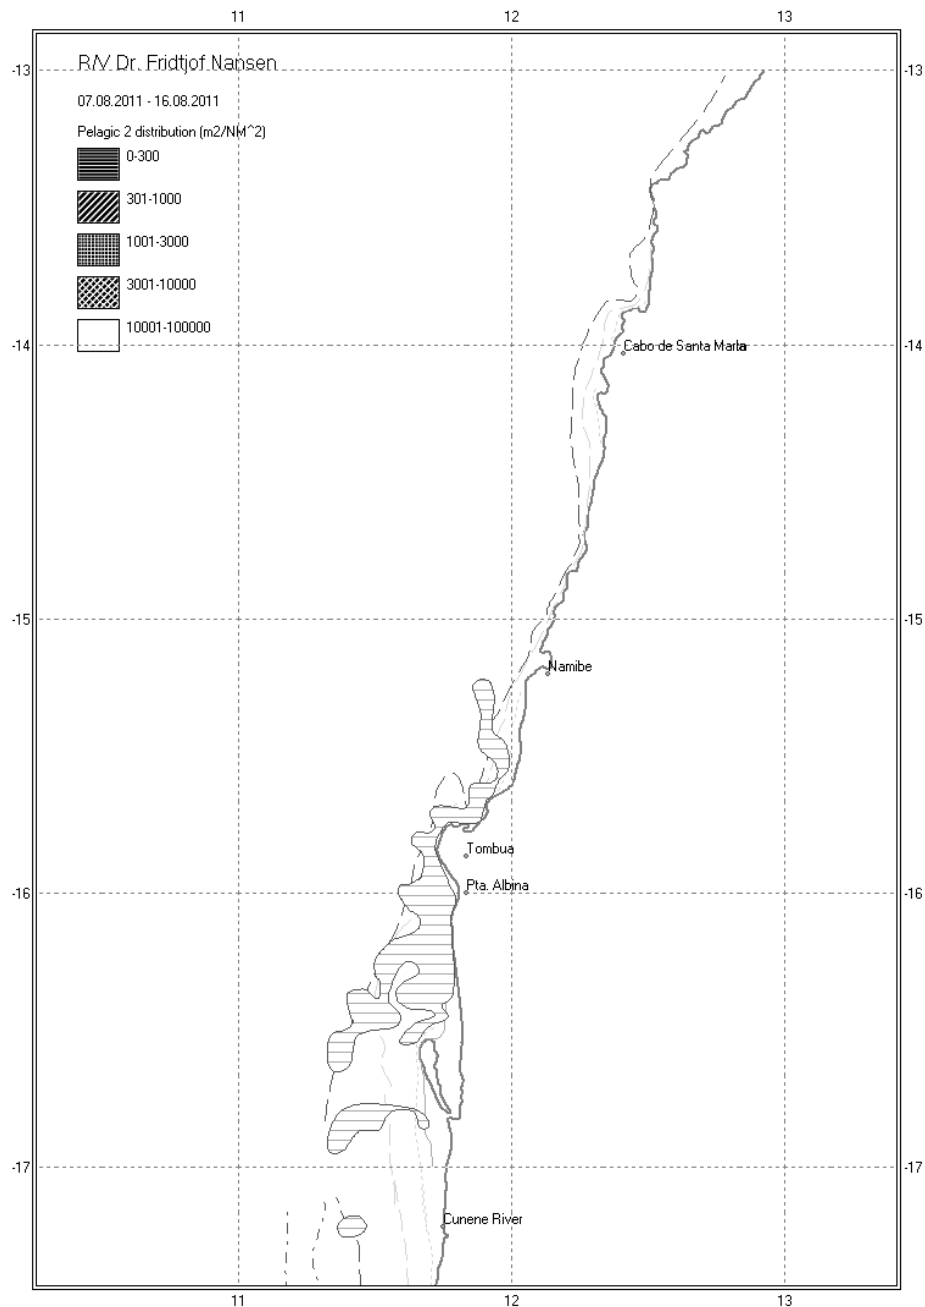 11 12 13
R/V Dr. Fridtjof Nansen
-13 -13
07.08.2011 - 16.08.2011
Pelagic 2 distribution (m2/NM^2)
0-300
301-1000
1001-3000
3001-10000
10001-100000
-14 -14
Cabo de Santa Marta
-15 -15
Namibe
Tombua
Pta. Albina
-16 -16
-17 -17
Cunene River
11 12 13